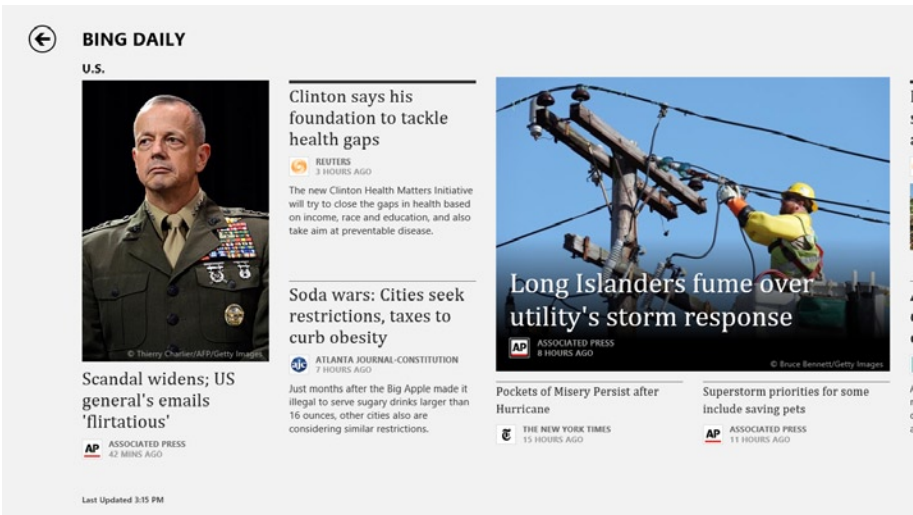 BING DAILY
U.S.
© Thierry Charlier/AFP/Getty Images
Scandal widens; US
general's emails
'flirtatious'
AP
ASSOCIATED PRESS
42 MINS AGO
Clinton says his
foundation to tackle
health gaps
REUTERS
3 HOURS AGO
The new Clinton Health Matters Initiative
will try to close the gaps in health based
on income, race and education, and also
take aim at preventable disease.
Soda wars: Cities seek
restrictions, taxes to
curb obesity
ajc
ATLANTA JOURNAL-CONSTITUTION
7 HOURS AGO
Just months after the Big Apple made it
illegal to serve sugary drinks larger than
16 ounces, other cities also are
considering similar restrictions.
Long Islanders fume over
utility's storm response
AP
ASSOCIATED PRESS
8 HOURS AGO
© Bruce Bennett/Getty Images
Pockets of Misery Persist after
Hurricane
THE NEW YORK TIMES
15 HOURS AGO
Superstorm priorities for some
include saving pets
AP
ASSOCIATED PRESS
11 HOURS AGO
Last Updated 3:15 PM